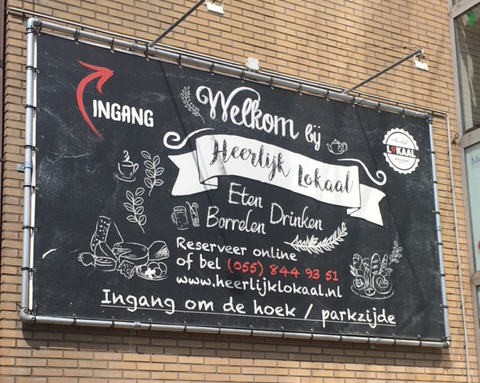 INGANG
Welkom bij
Heerlijk Lokaal
Eten
Borrelen Drinken
Reserveer online
of bel (055) 844 93 51
www.heerlijklokaal.nl
Ingang om de hoek / parkzijde
LOKAAL